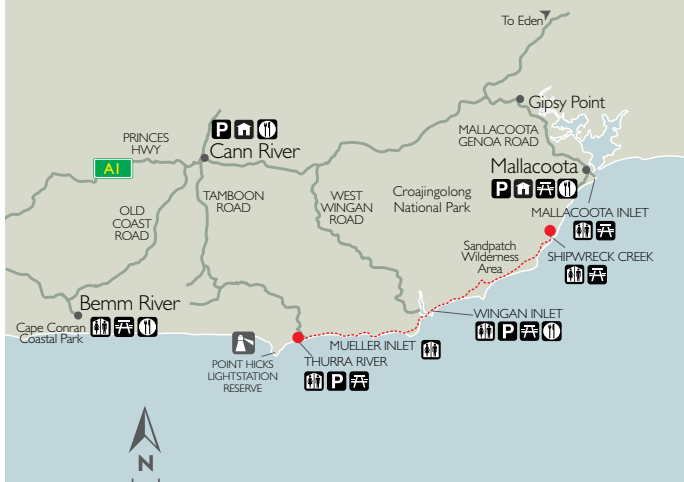 To Eden
Gipsy Point
PRINCES
HWY
MALLACOOTA
GENOA ROAD
P
Cann River
A1
Mallacoota
P
OLD
COAST
ROAD
TAMBOON
ROAD
WEST
WINGAN
ROAD
Croajingolong
National Park
MALLACOOTA INLET
Sandpatch
Wilderness
Area
SHIPWRECK CREEK
Bemm River
Cape Conran
Coastal Park
WINGAN INLET
P
MUELLER INLET
POINT HICKS
LIGHTSTATION
RESERVE
THURRA RIVER
P
N